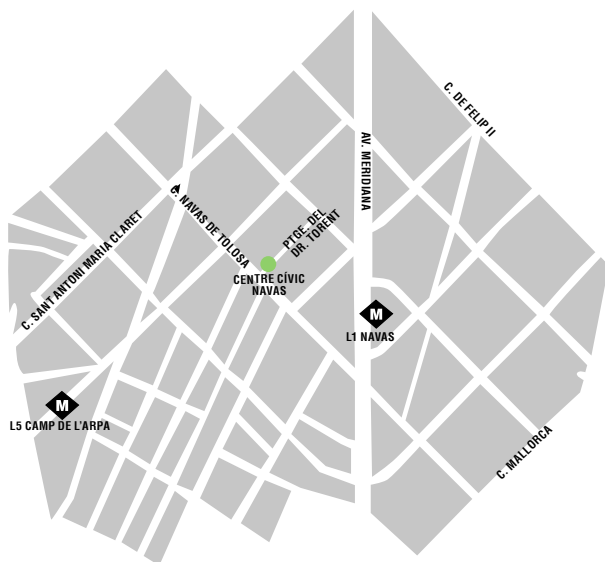 C. DE FELIP II
AV. MERIDIANA
C. NAVAS DE TOLOSA
PTGE. DEL
DR. TORENT
C. SANT ANTONI MARIA CLARET
CENTRE CÍVIC
NAVAS
M
L1 NAVAS
M
L5 CAMP DE L'ARPA
C. MALLORCA